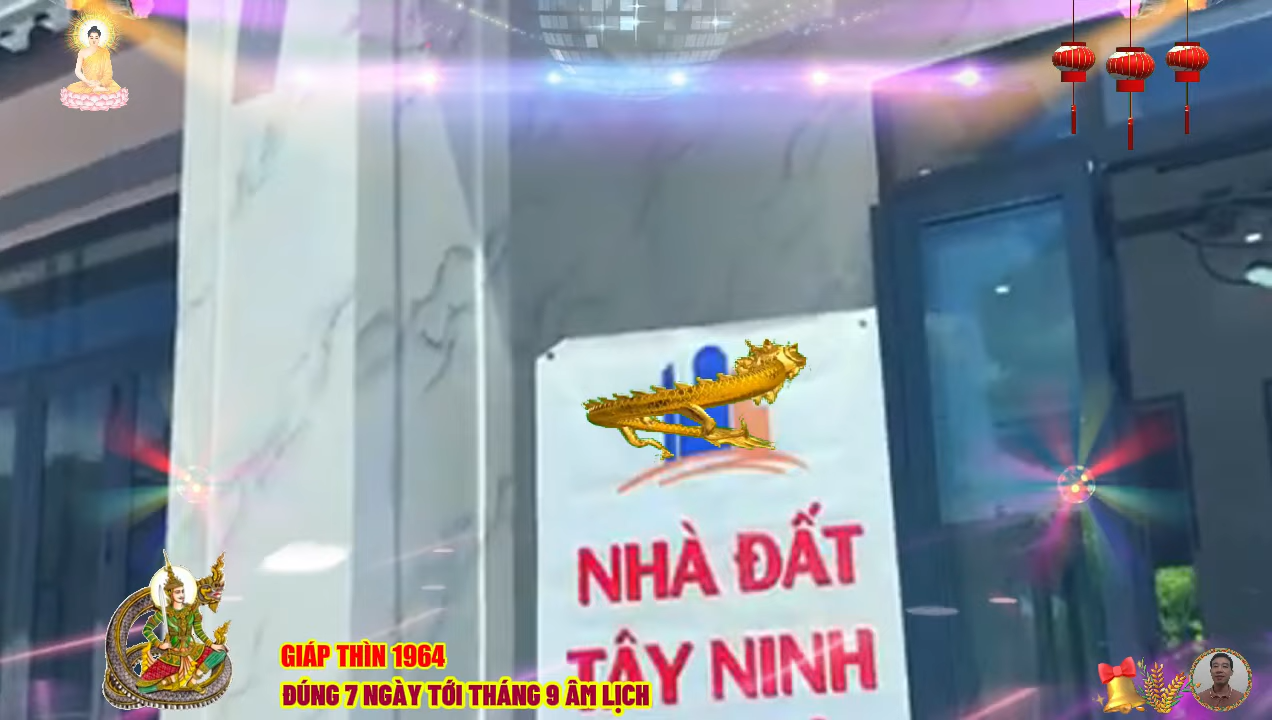 NHÀ ĐẤT
TÂY NINH
GIÁP THÌN 1964
ĐÚNG 7 NGÀY TỚI THÁNG 9 ÂM LỊCH